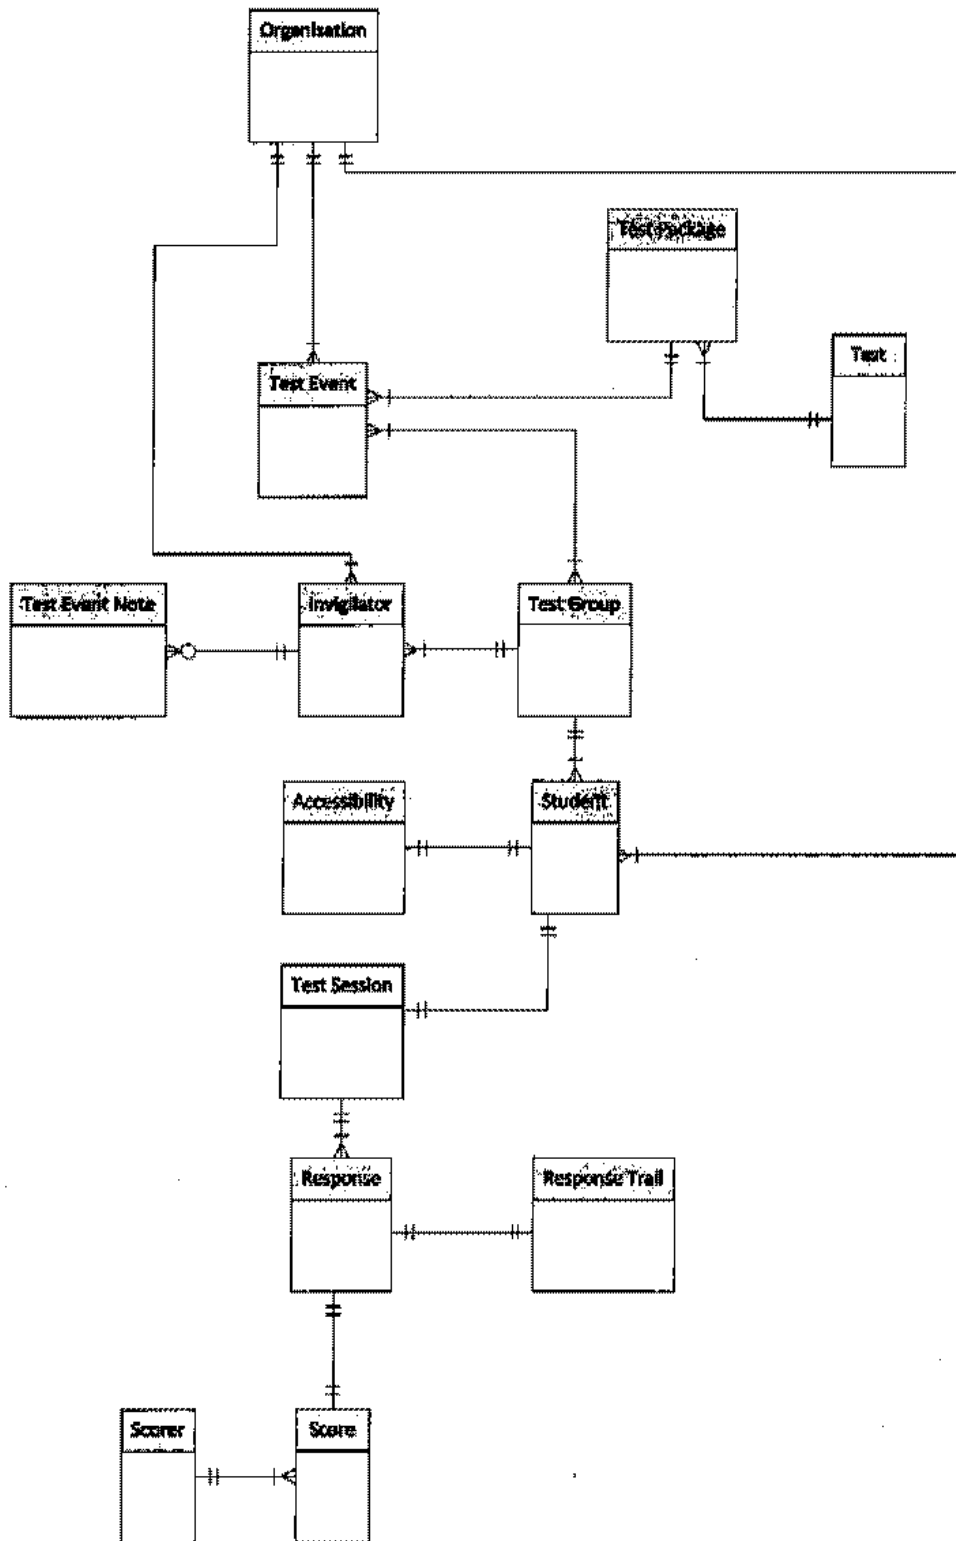 Organisation
Test Package
Test
Test Event
Test Event Note
Invigilator
Test Group
Accessibility
Student
Test Session
Response
Response Trail
Scorer
Score